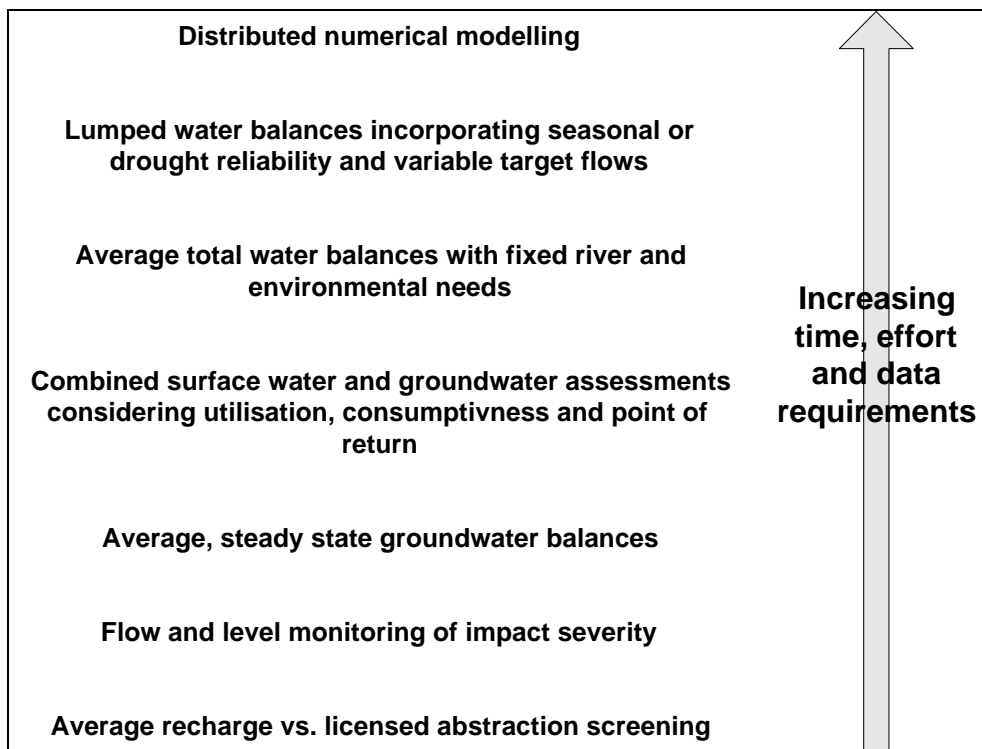 Distributed numerical modelling
Lumped water balances incorporating seasonal or
drought reliability and variable target flows
Average total water balances with fixed river and
environmental needs
Combined surface water and groundwater assessments
considering utilisation, consumptivness and point of
return
Average, steady state groundwater balances
Flow and level monitoring of impact severity
Average recharge vs. licensed abstraction screening
Increasing
time, effort
and data
requirements